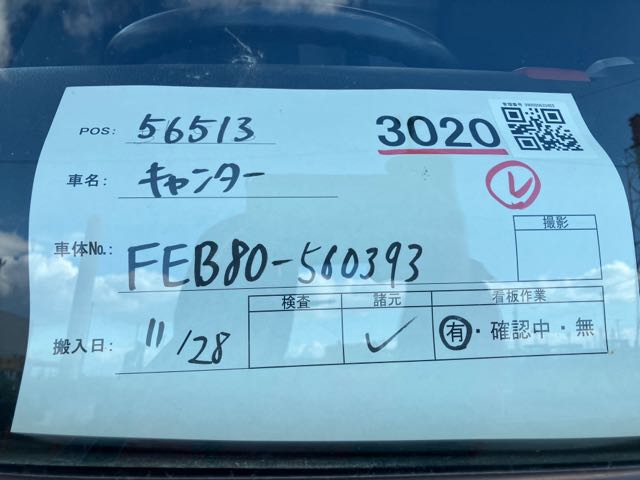 POS: 56513
3020
車名: キャンター
レ
車体No.: FEB80-560393
撮影
検査 諸元 看板作業
搬入日: 11/28
✓ 有・確認中・無